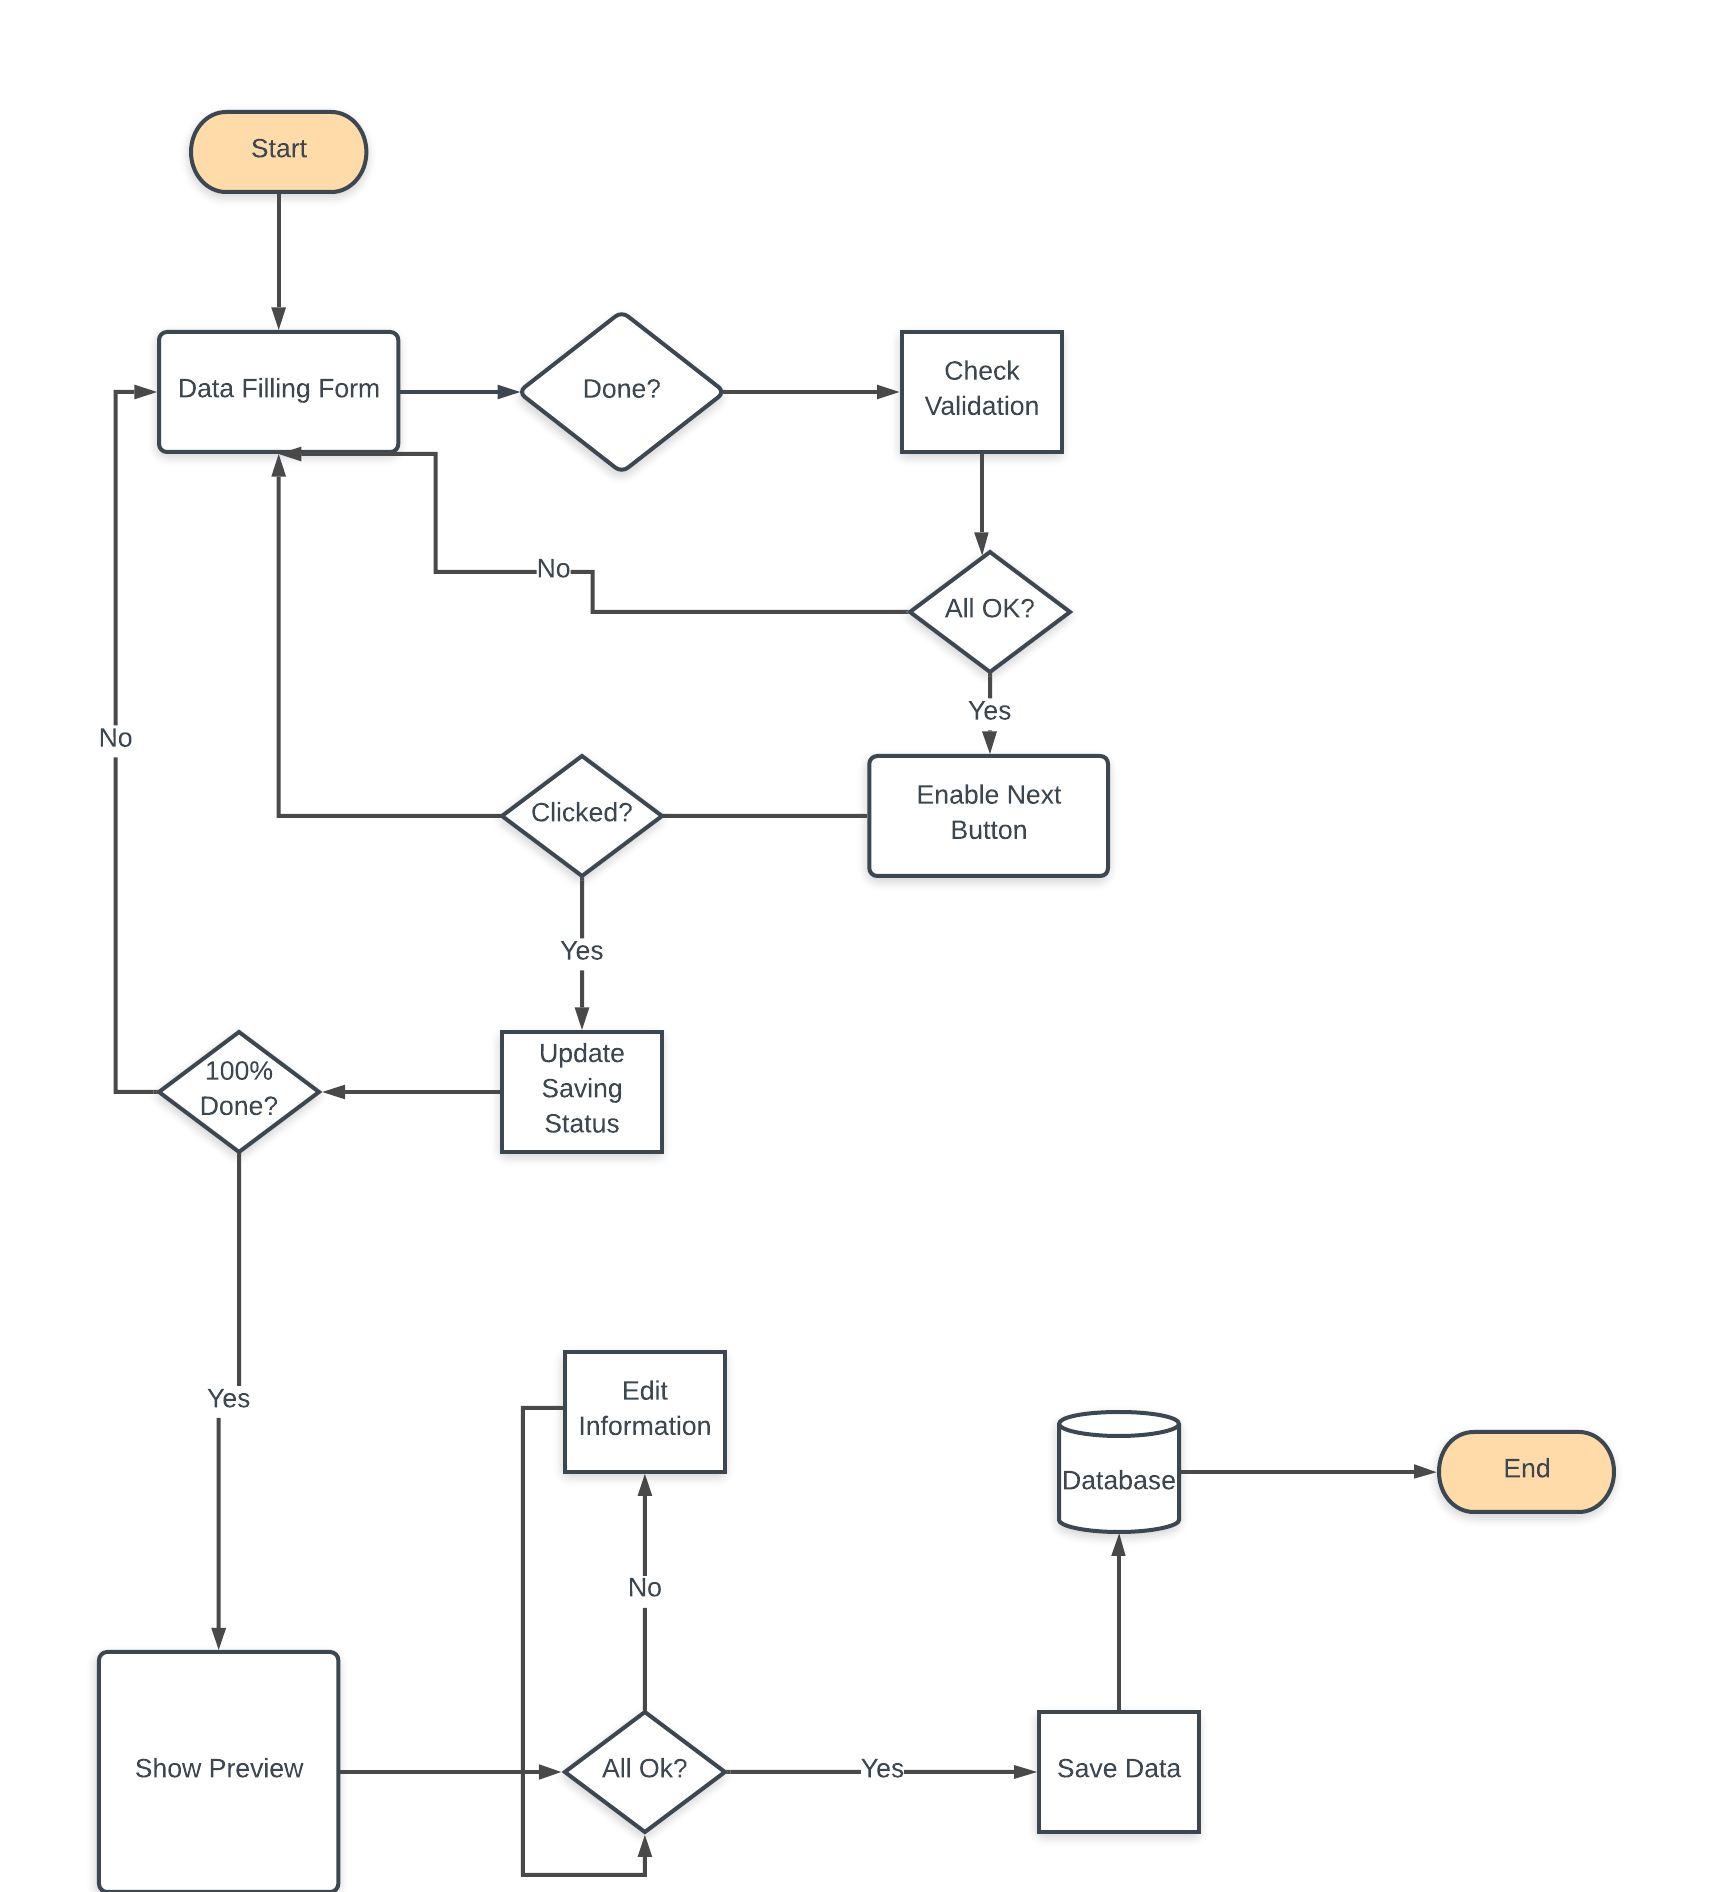 Start
Data Filling Form
Done?
Check
Validation
No
All OK?
Yes
No
Clicked?
Enable Next
Button
Yes
100%
Done?
Update
Saving
Status
Yes
Edit
Information
Database
End
No
Show Preview
All Ok?
Yes
Save Data